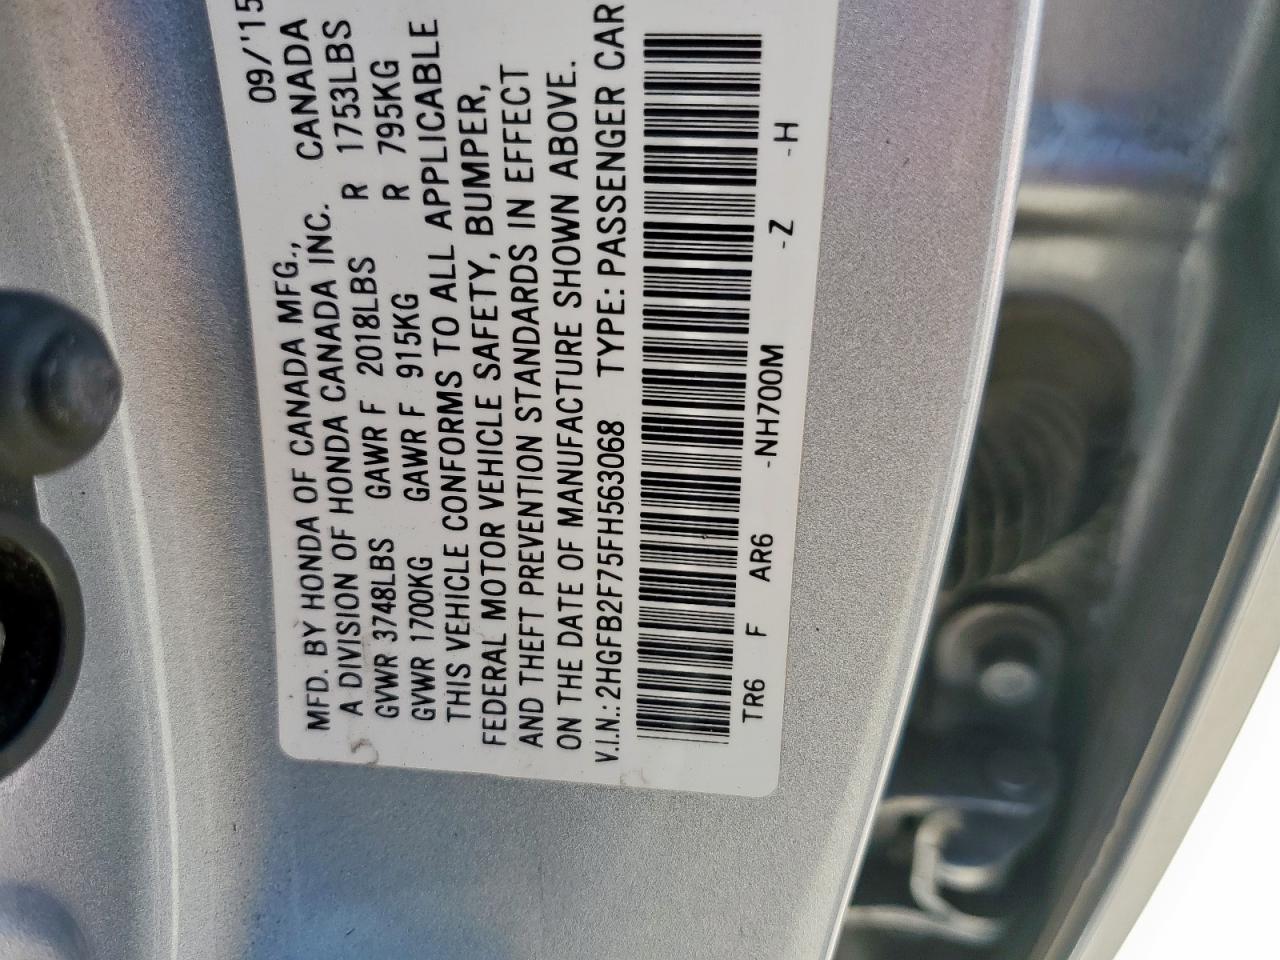 MFD. BY HONDA OF CANADA MFG., CANADA 09/'15
A DIVISION OF HONDA CANADA INC.
GVWR 3748LBS GAWR F 2018LBS R 1753LBS
GVWR 1700KG GAWR F 915KG R 795KG
THIS VEHICLE CONFORMS TO ALL APPLICABLE
FEDERAL MOTOR VEHICLE SAFETY, BUMPER,
AND THEFT PREVENTION STANDARDS IN EFFECT
ON THE DATE OF MANUFACTURE SHOWN ABOVE.
V.I.N.: 2HGFB2F75FH563068 TYPE: PASSENGER CAR
TR6 F AR6 -NH700M -Z -H